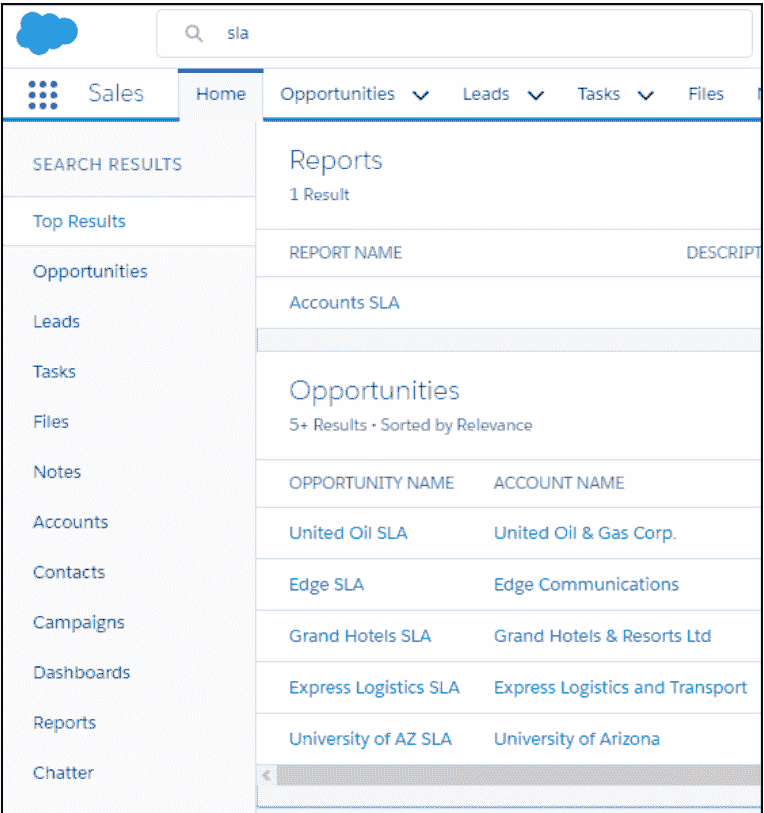 sla
Sales Home Opportunities Leads Tasks Files
SEARCH RESULTS
Top Results
Opportunities
Leads
Tasks
Files
Notes
Accounts
Contacts
Campaigns
Dashboards
Reports
Chatter
Reports
1 Result
REPORT NAME DESCRIPT
Accounts SLA
Opportunities
5+ Results • Sorted by Relevance
OPPORTUNITY NAME ACCOUNT NAME
United Oil SLA United Oil & Gas Corp.
Edge SLA Edge Communications
Grand Hotels SLA Grand Hotels & Resorts Ltd
Express Logistics SLA Express Logistics and Transport
University of AZ SLA University of Arizona